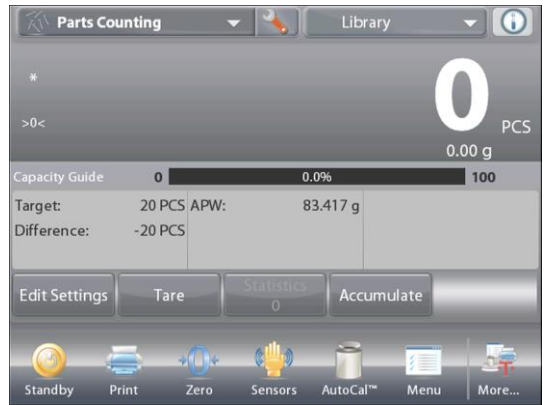 Parts Counting
Library
*
0 PCS
>0<
0.00 g
Capacity Guide 0 0.0% 100
Target: 20 PCS APW: 83.417 g
Difference: -20 PCS
Edit Settings Tare Statistics 0 Accumulate
Standby Print Zero Sensors AutoCal™ Menu More...